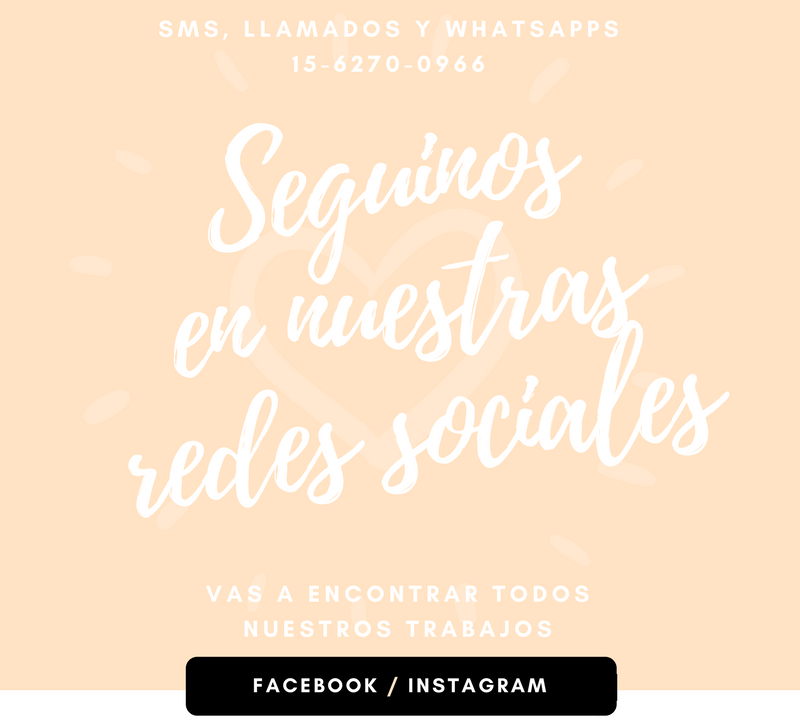 SMS, LLAMADOS Y WHATSAPPS
15-6270-0966
Seguinos
en nuestras
redes sociales
VAS A ENCONTRAR TODOS
NUESTROS TRABAJOS
FACEBOOK / INSTAGRAM